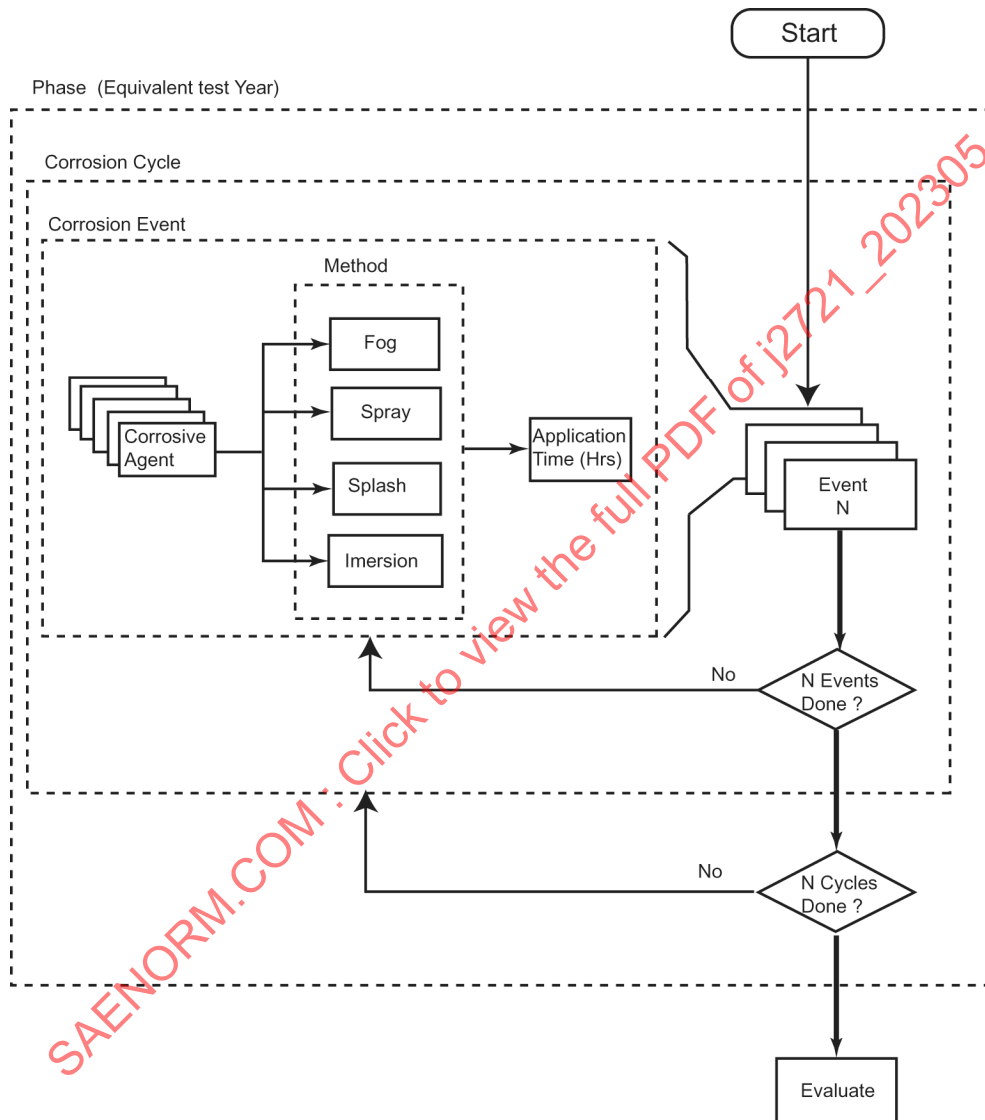 Start
Phase (Equivalent test Year)
Corrosion Cycle
Corrosion Event
Method
Fog
Spray
Splash
Imersion
Corrosive
Agent
Application
Time (Hrs)
Event
N
No
N Events
Done ?
No
N Cycles
Done ?
Evaluate
SAENORM.COM : Click to view the full PDF of j2721_202305